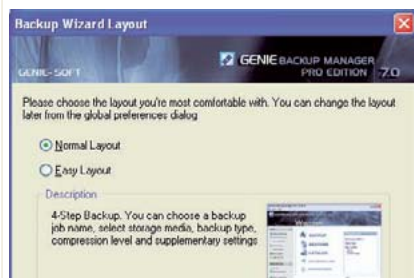 Backup Wizard Layout
GENIE-SOFT
GENIE BACKUP MANAGER
PRO EDITION 7.0
Please choose the layout you're most comfortable with. You can change the layout
later from the global preferences dialog
Normal Layout
Easy Layout
Description
4-Step Backup. You can choose a backup
job name, select storage media, backup type,
compression level and supplementary settings